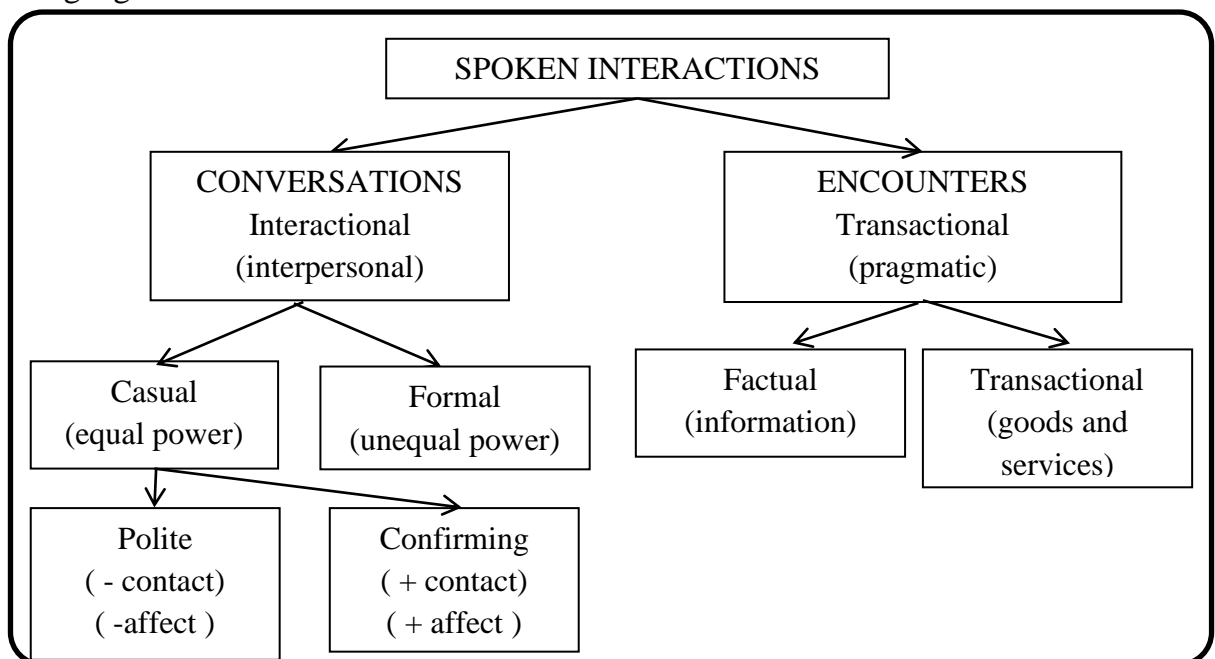 SPOKEN INTERACTIONS
CONVERSATIONS
Interactional
(interpersonal)
ENCOUNTERS
Transactional
(pragmatic)
Casual
(equal power)
Formal
(unequal power)
Factual
(information)
Transactional
(goods and
services)
Polite
( - contact)
( -affect )
Confirming
( + contact)
( + affect )